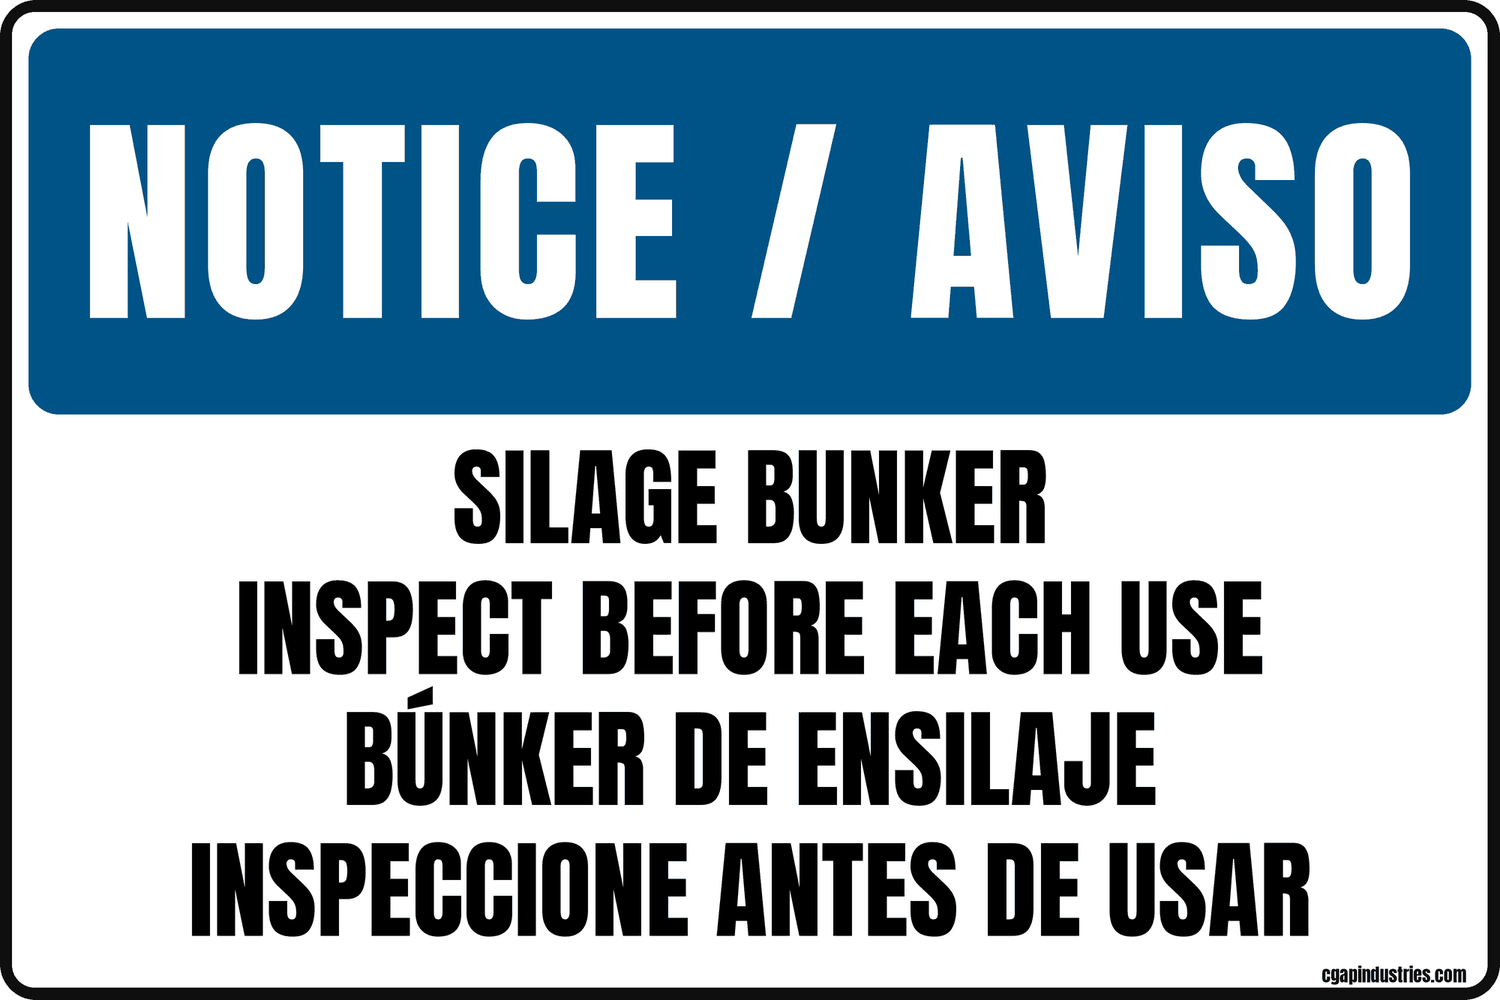 NOTICE / AVISO
SILAGE BUNKER
INSPECT BEFORE EACH USE
BÚNKER DE ENSILAJE
INSPECCIONE ANTES DE USAR
cgapindustries.com